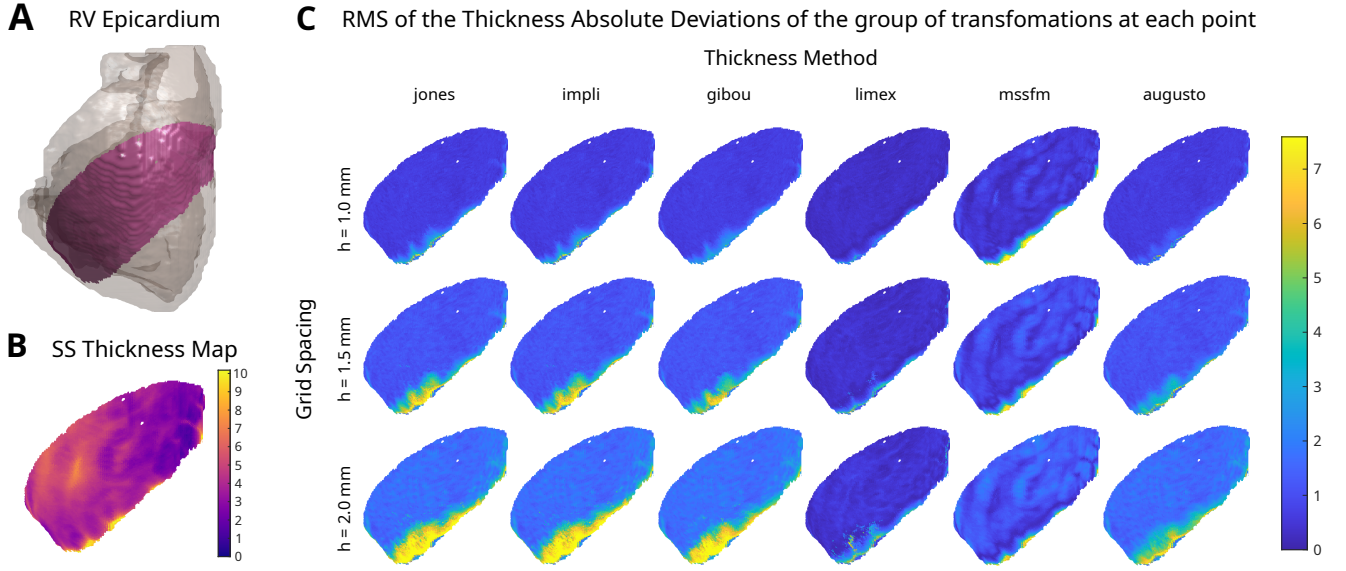 A RV Epicardium
C RMS of the Thickness Absolute Deviations of the group of transfomations at each point
Thickness Method
jones impli gibou limex mssfm augusto
h = 1.0 mm
h = 1.5 mm
h = 2.0 mm
Grid Spacing
7
6
5
4
3
2
1
0
B SS Thickness Map
10
9
8
7
6
5
4
3
2
1
0